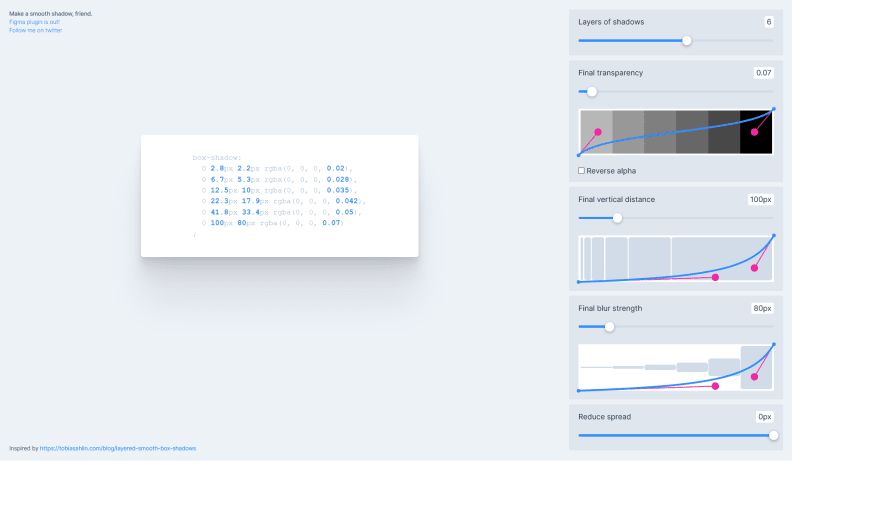 Make a smooth shadow, friend.
Figma plugin is out!
Follow me on twitter
box-shadow:
0 2.8px 2.2px rgba(0, 0, 0, 0.02),
0 6.7px 5.3px rgba(0, 0, 0, 0.028),
0 12.5px 10px rgba(0, 0, 0, 0.035),
0 22.3px 17.9px rgba(0, 0, 0, 0.042),
0 41.8px 33.4px rgba(0, 0, 0, 0.05),
0 100px 80px rgba(0, 0, 0, 0.07)
;
Inspired by https://tobiasahlin.com/blog/layered-smooth-box-shadows
Layers of shadows 6
Final transparency 0.07
Reverse alpha
Final vertical distance 100px
Final blur strength 80px
Reduce spread 0px